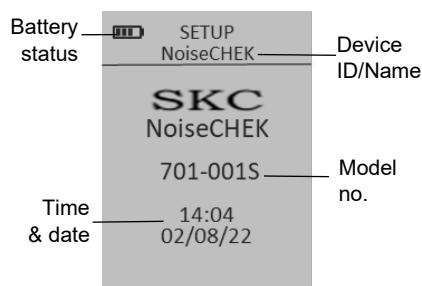 Battery
status
SETUP
NoiseCHEK
Device
ID/Name
SKC
NoiseCHEK
701-001S
Model
no.
Time
& date
14:04
02/08/22